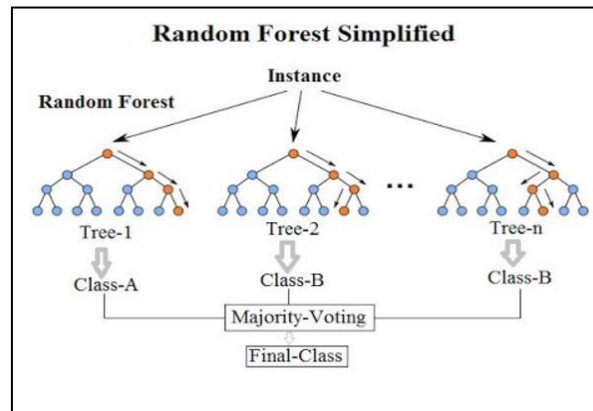 Random Forest Simplified
Instance
Random Forest
...
Tree-1
Tree-2
Tree-n
Class-A
Class-B
Class-B
Majority-Voting
Final-Class